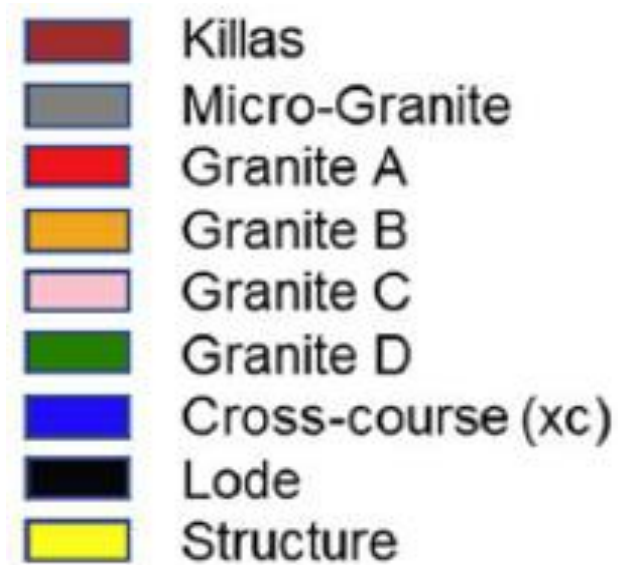 Killas
Micro-Granite
Granite A
Granite B
Granite C
Granite D
Cross-course (xc)
Lode
Structure